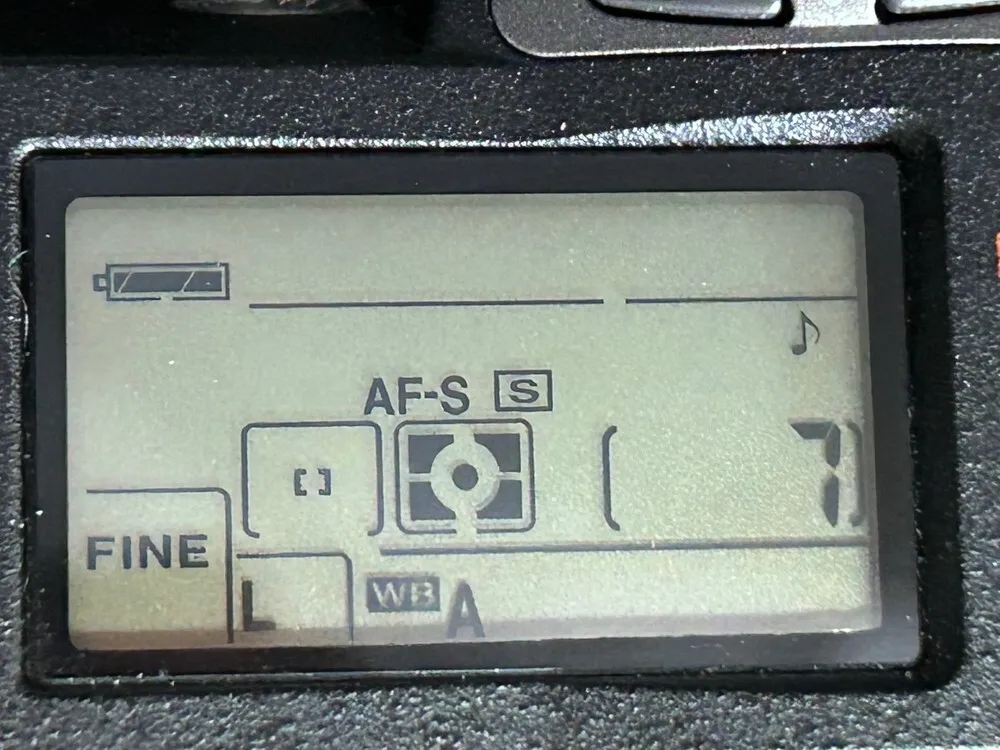 AF-S S
[ ] ( 7)
FINE
L WB A